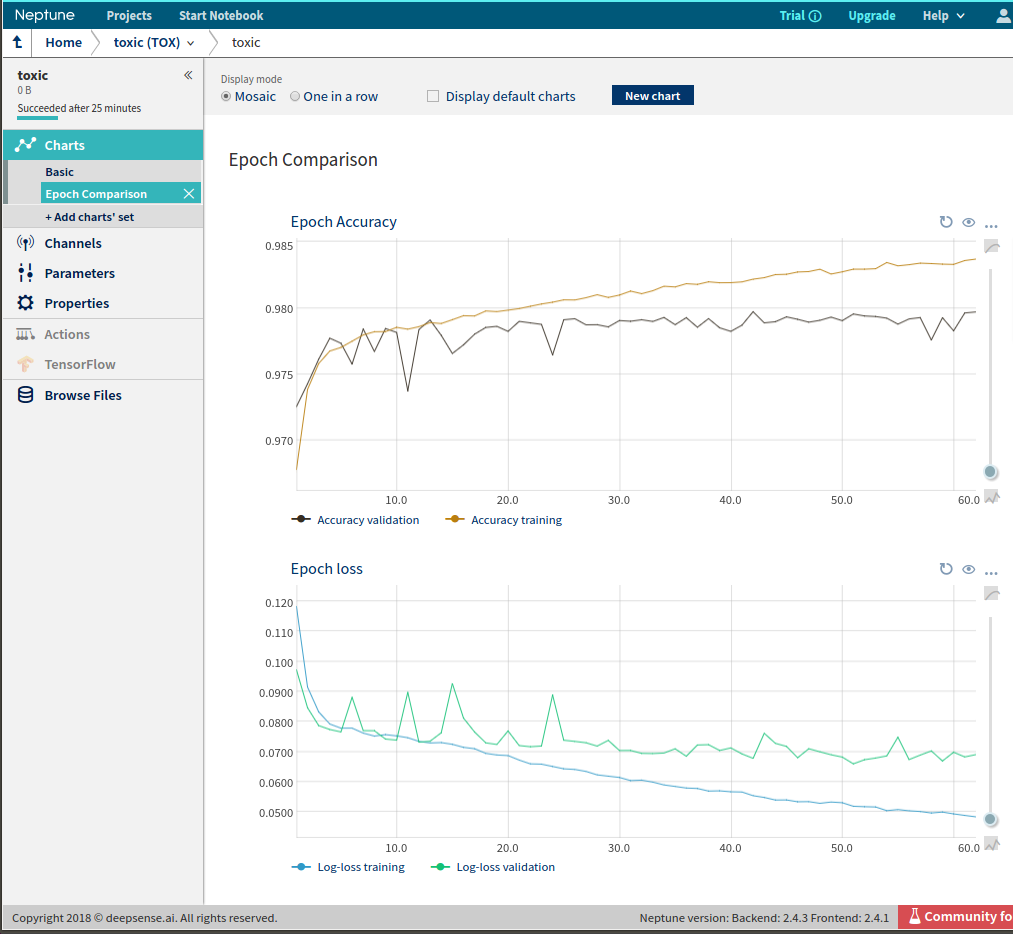 Neptune Projects Start Notebook Trial Upgrade Help
Home toxic (TOX) toxic
toxic
0 B
Succeeded after 25 minutes
Charts
Basic
Epoch Comparison
+ Add charts' set
Channels
Parameters
Properties
Actions
TensorFlow
Browse Files
Display mode
Mosaic One in a row Display default charts New chart
Epoch Comparison
Epoch Accuracy
0.985
0.980
0.975
0.970
10.0 20.0 30.0 40.0 50.0 60.0
Accuracy validation Accuracy training
Epoch loss
0.120
0.110
0.100
0.0900
0.0800
0.0700
0.0600
0.0500
10.0 20.0 30.0 40.0 50.0 60.0
Log-loss training Log-loss validation
Copyright 2018 © deepsense.ai. All rights reserved. Neptune version: Backend: 2.4.3 Frontend: 2.4.1 Community fo